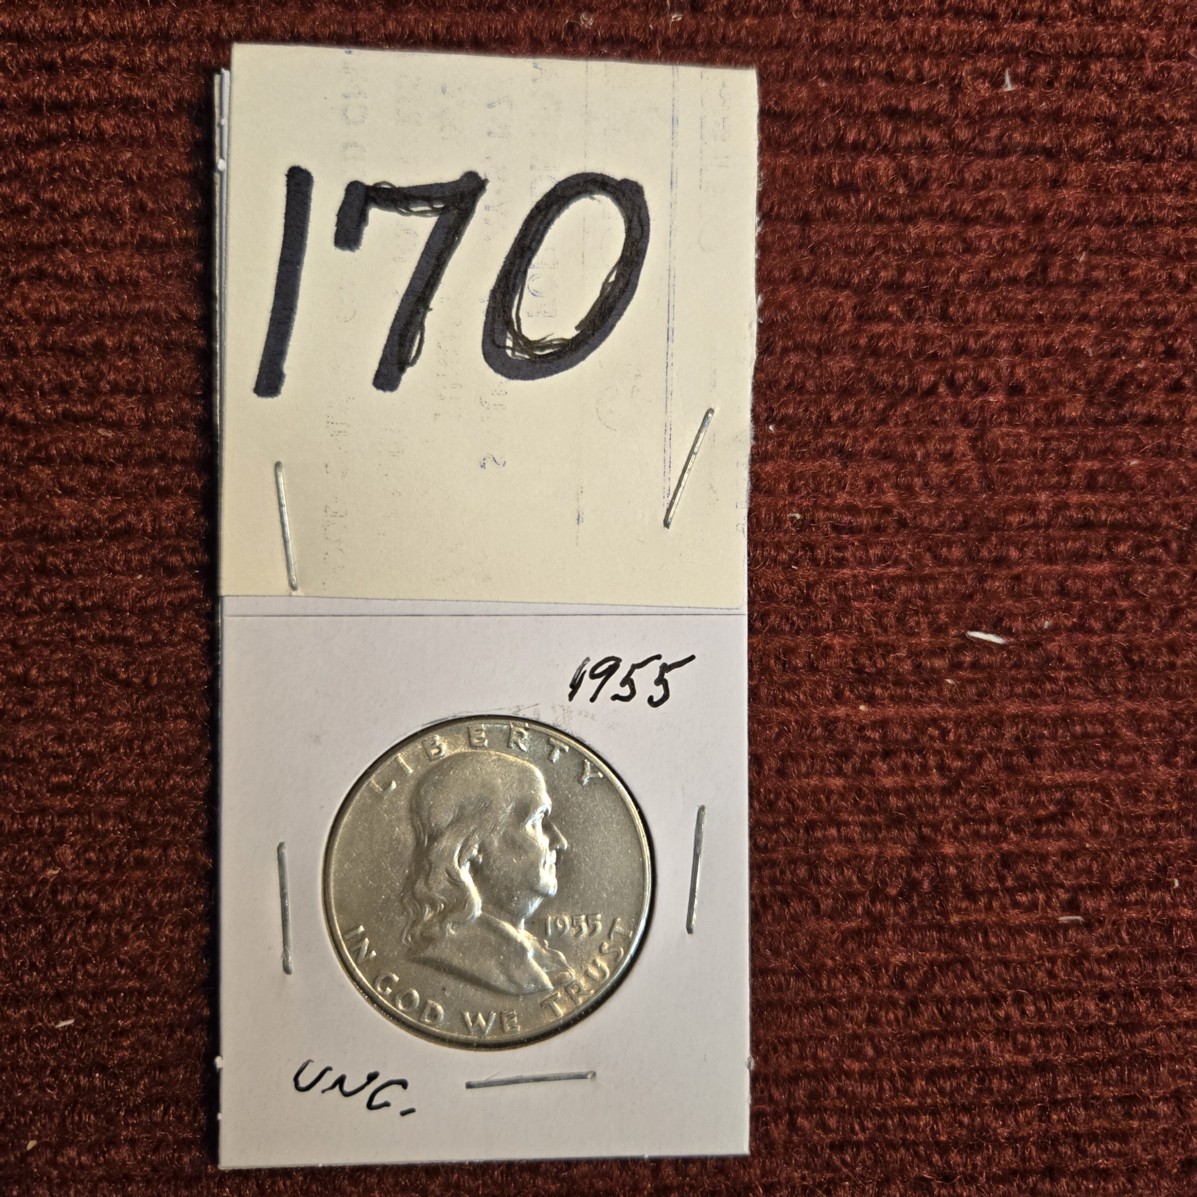 170
1955
LIBERTY
1955
IN GOD WE TRUST
UNC.